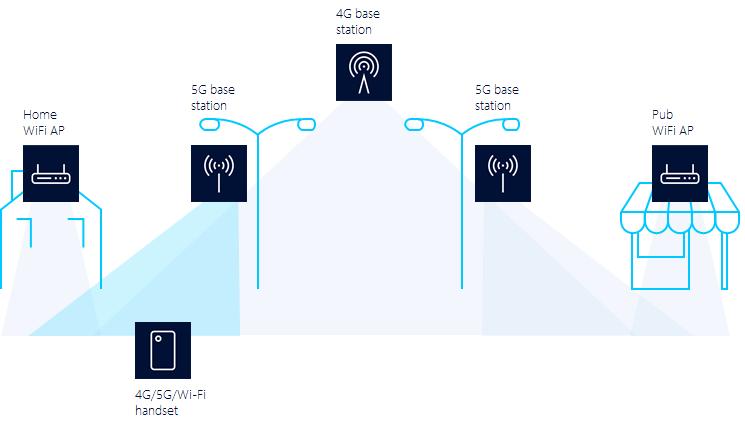 4G base
station
5G base
station
5G base
station
Home
WiFi AP
Pub
WiFi AP
4G/5G/Wi-Fi
handset